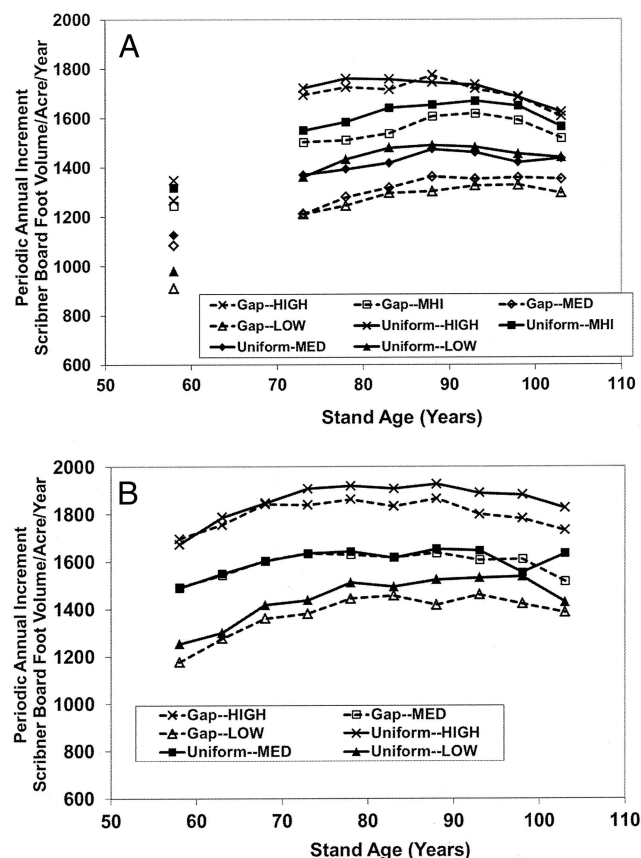 A
Periodic Annual Increment
Scribner Board Foot Volume/Acre/Year
2000
1800
1600
1400
1200
1000
800
600
Gap--HIGH
Gap--MHI
Gap--MED
Gap--LOW
Uniform--HIGH
Uniform--MHI
Uniform-MED
Uniform--LOW
50
60
70
80
90
100
110
Stand Age (Years)
B
Periodic Annual Increment
Scribner Board Foot Volume/Acre/Year
2000
1800
1600
1400
1200
1000
800
600
Gap--HIGH
Gap--MED
Gap--LOW
Uniform--HIGH
Uniform--MED
Uniform--LOW
50
60
70
80
90
100
110
Stand Age (Years)